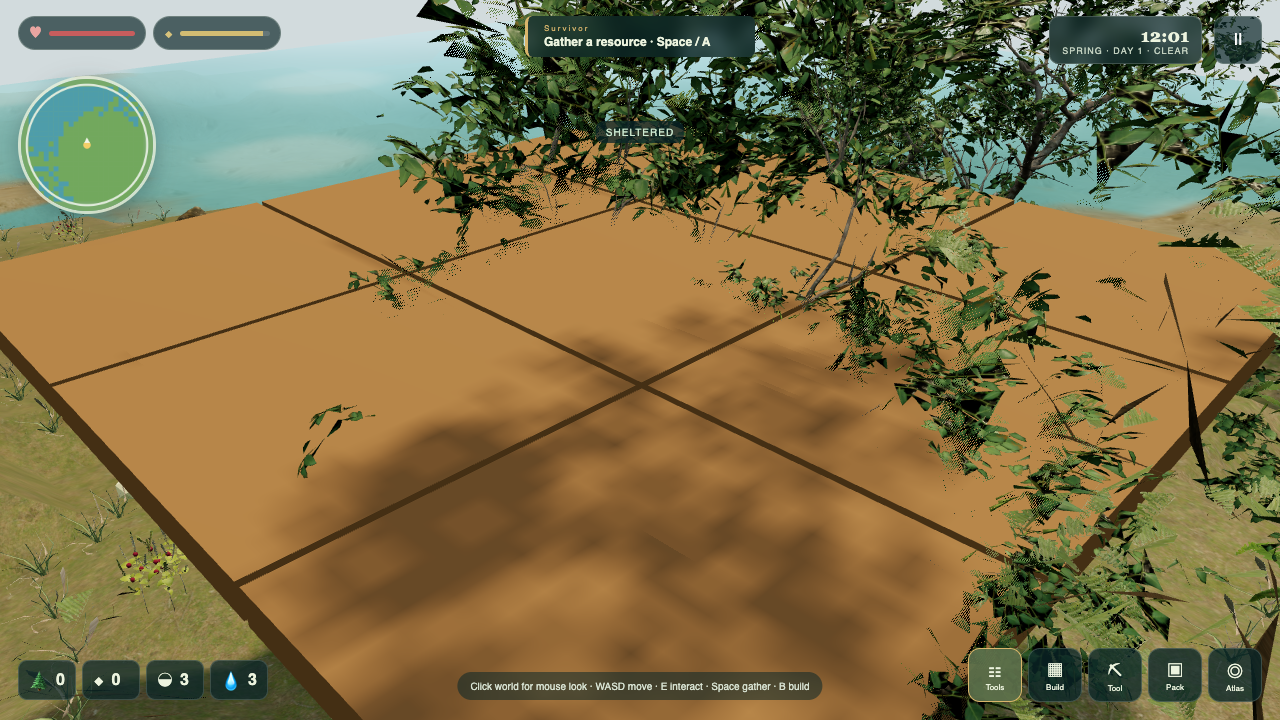 Survivor
Gather a resource · Space / A
12:01
SPRING · DAY 1 · CLEAR
SHELTERED
0
0
3
3
Click world for mouse look · WASD move · E interact · Space gather · B build
Tools
Build
Tool
Pack
Atlas